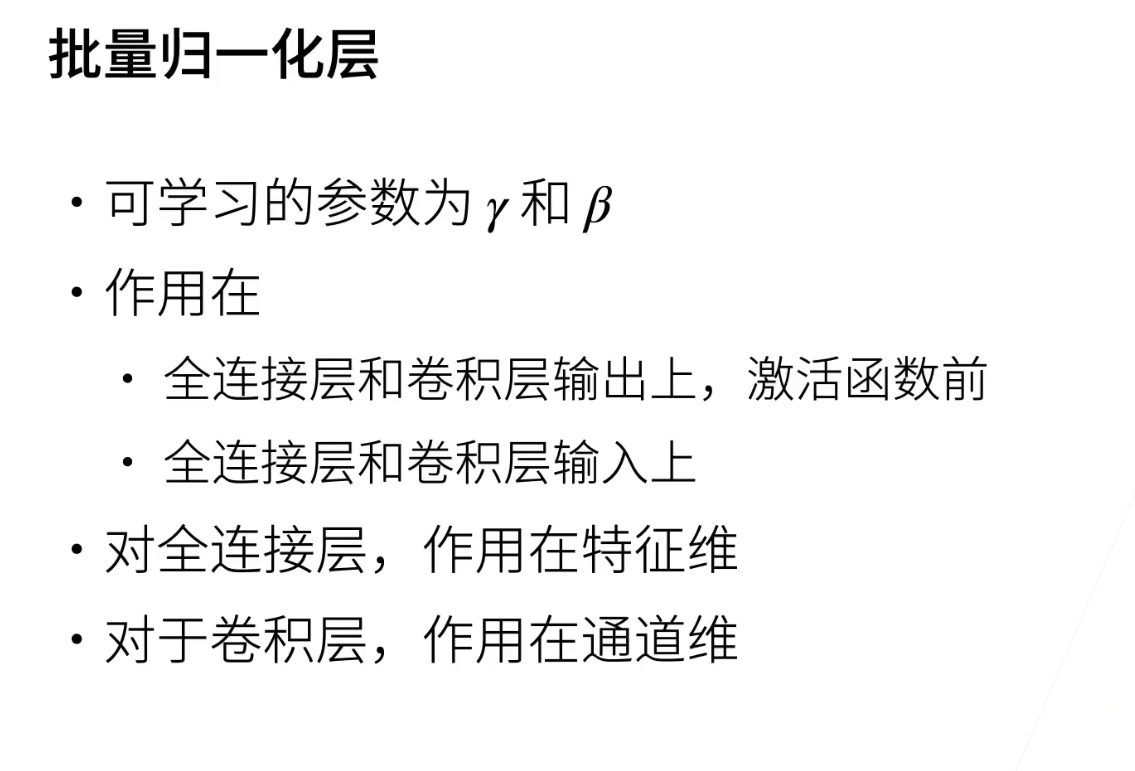 批量归一化层
• 可学习的参数为 γ 和 β
• 作用在
• 全连接层和卷积层输出上，激活函数前
• 全连接层和卷积层输入上
• 对全连接层，作用在特征维
• 对于卷积层，作用在通道维